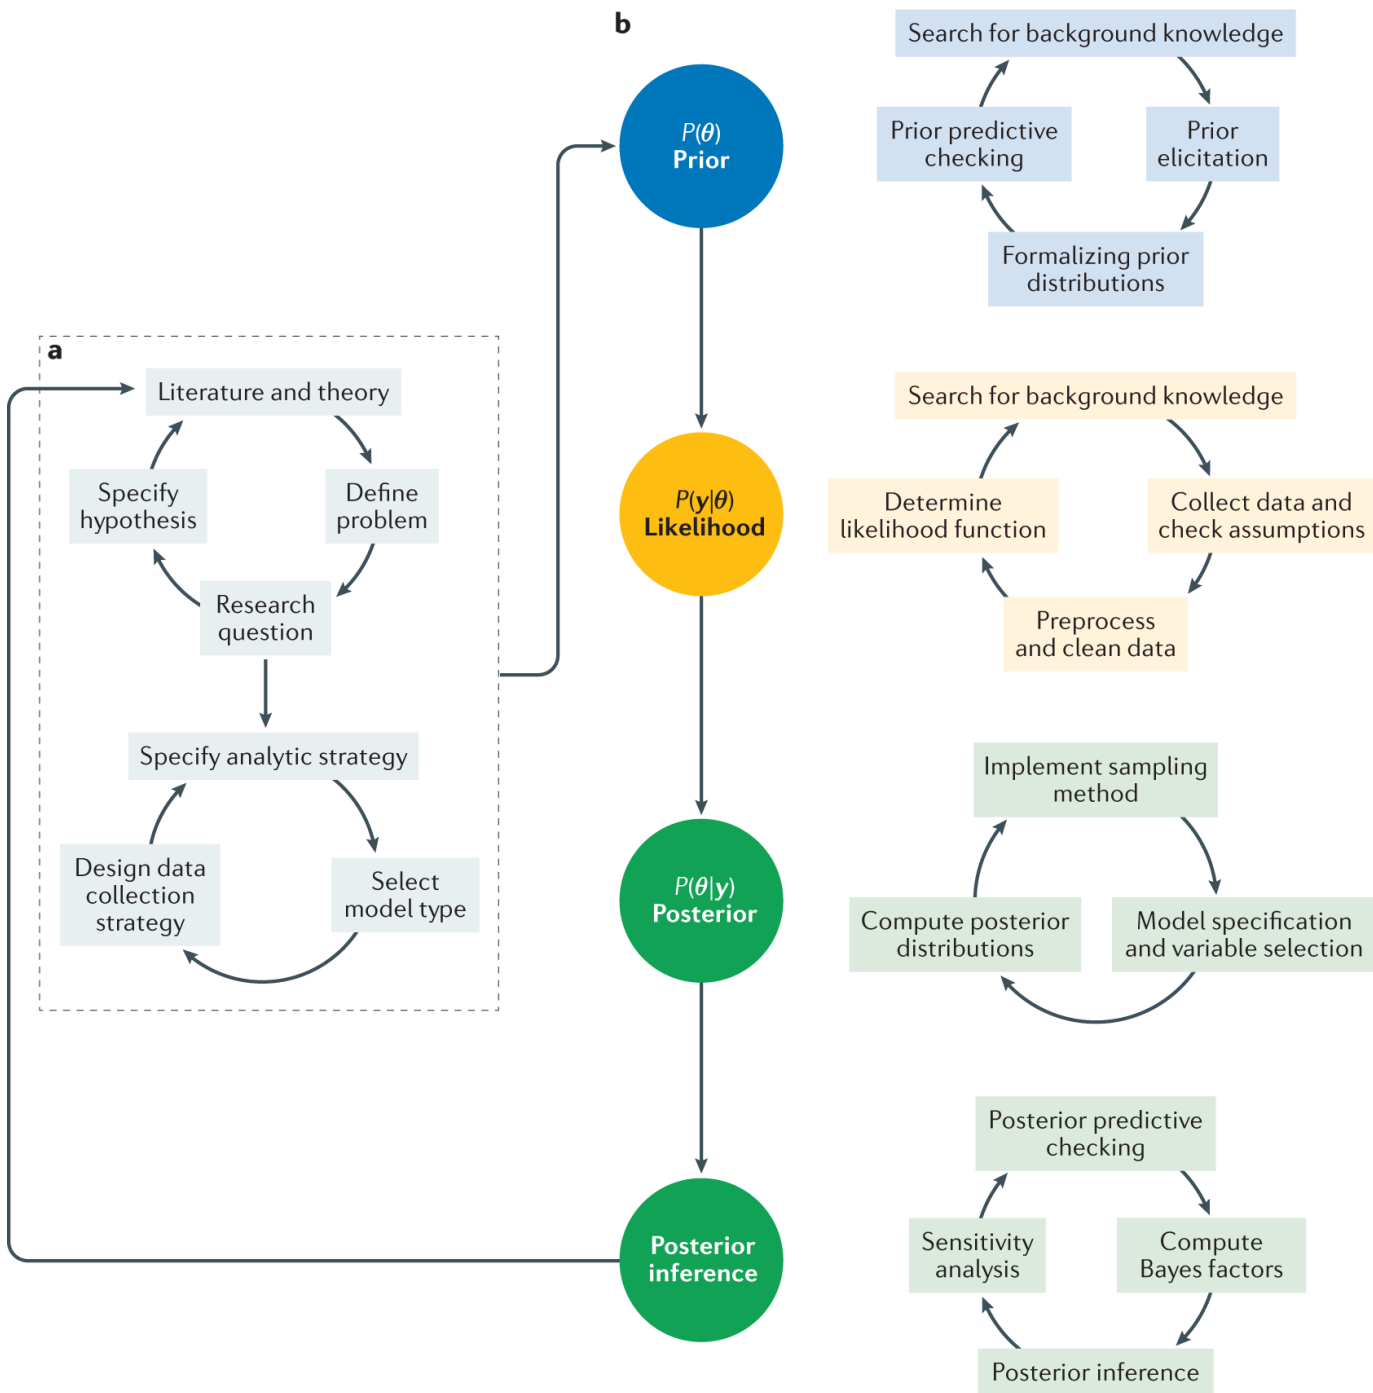 a
Literature and theory
Specify
hypothesis
Define
problem
Research
question
Specify analytic strategy
Design data
collection
strategy
Select
model type
b
P(θ)
Prior
P(y|θ)
Likelihood
P(θ|y)
Posterior
Posterior
inference
Search for background knowledge
Prior predictive
checking
Prior
elicitation
Formalizing prior
distributions
Search for background knowledge
Determine
likelihood function
Collect data and
check assumptions
Preprocess
and clean data
Implement sampling
method
Compute posterior
distributions
Model specification
and variable selection
Posterior predictive
checking
Sensitivity
analysis
Compute
Bayes factors
Posterior inference